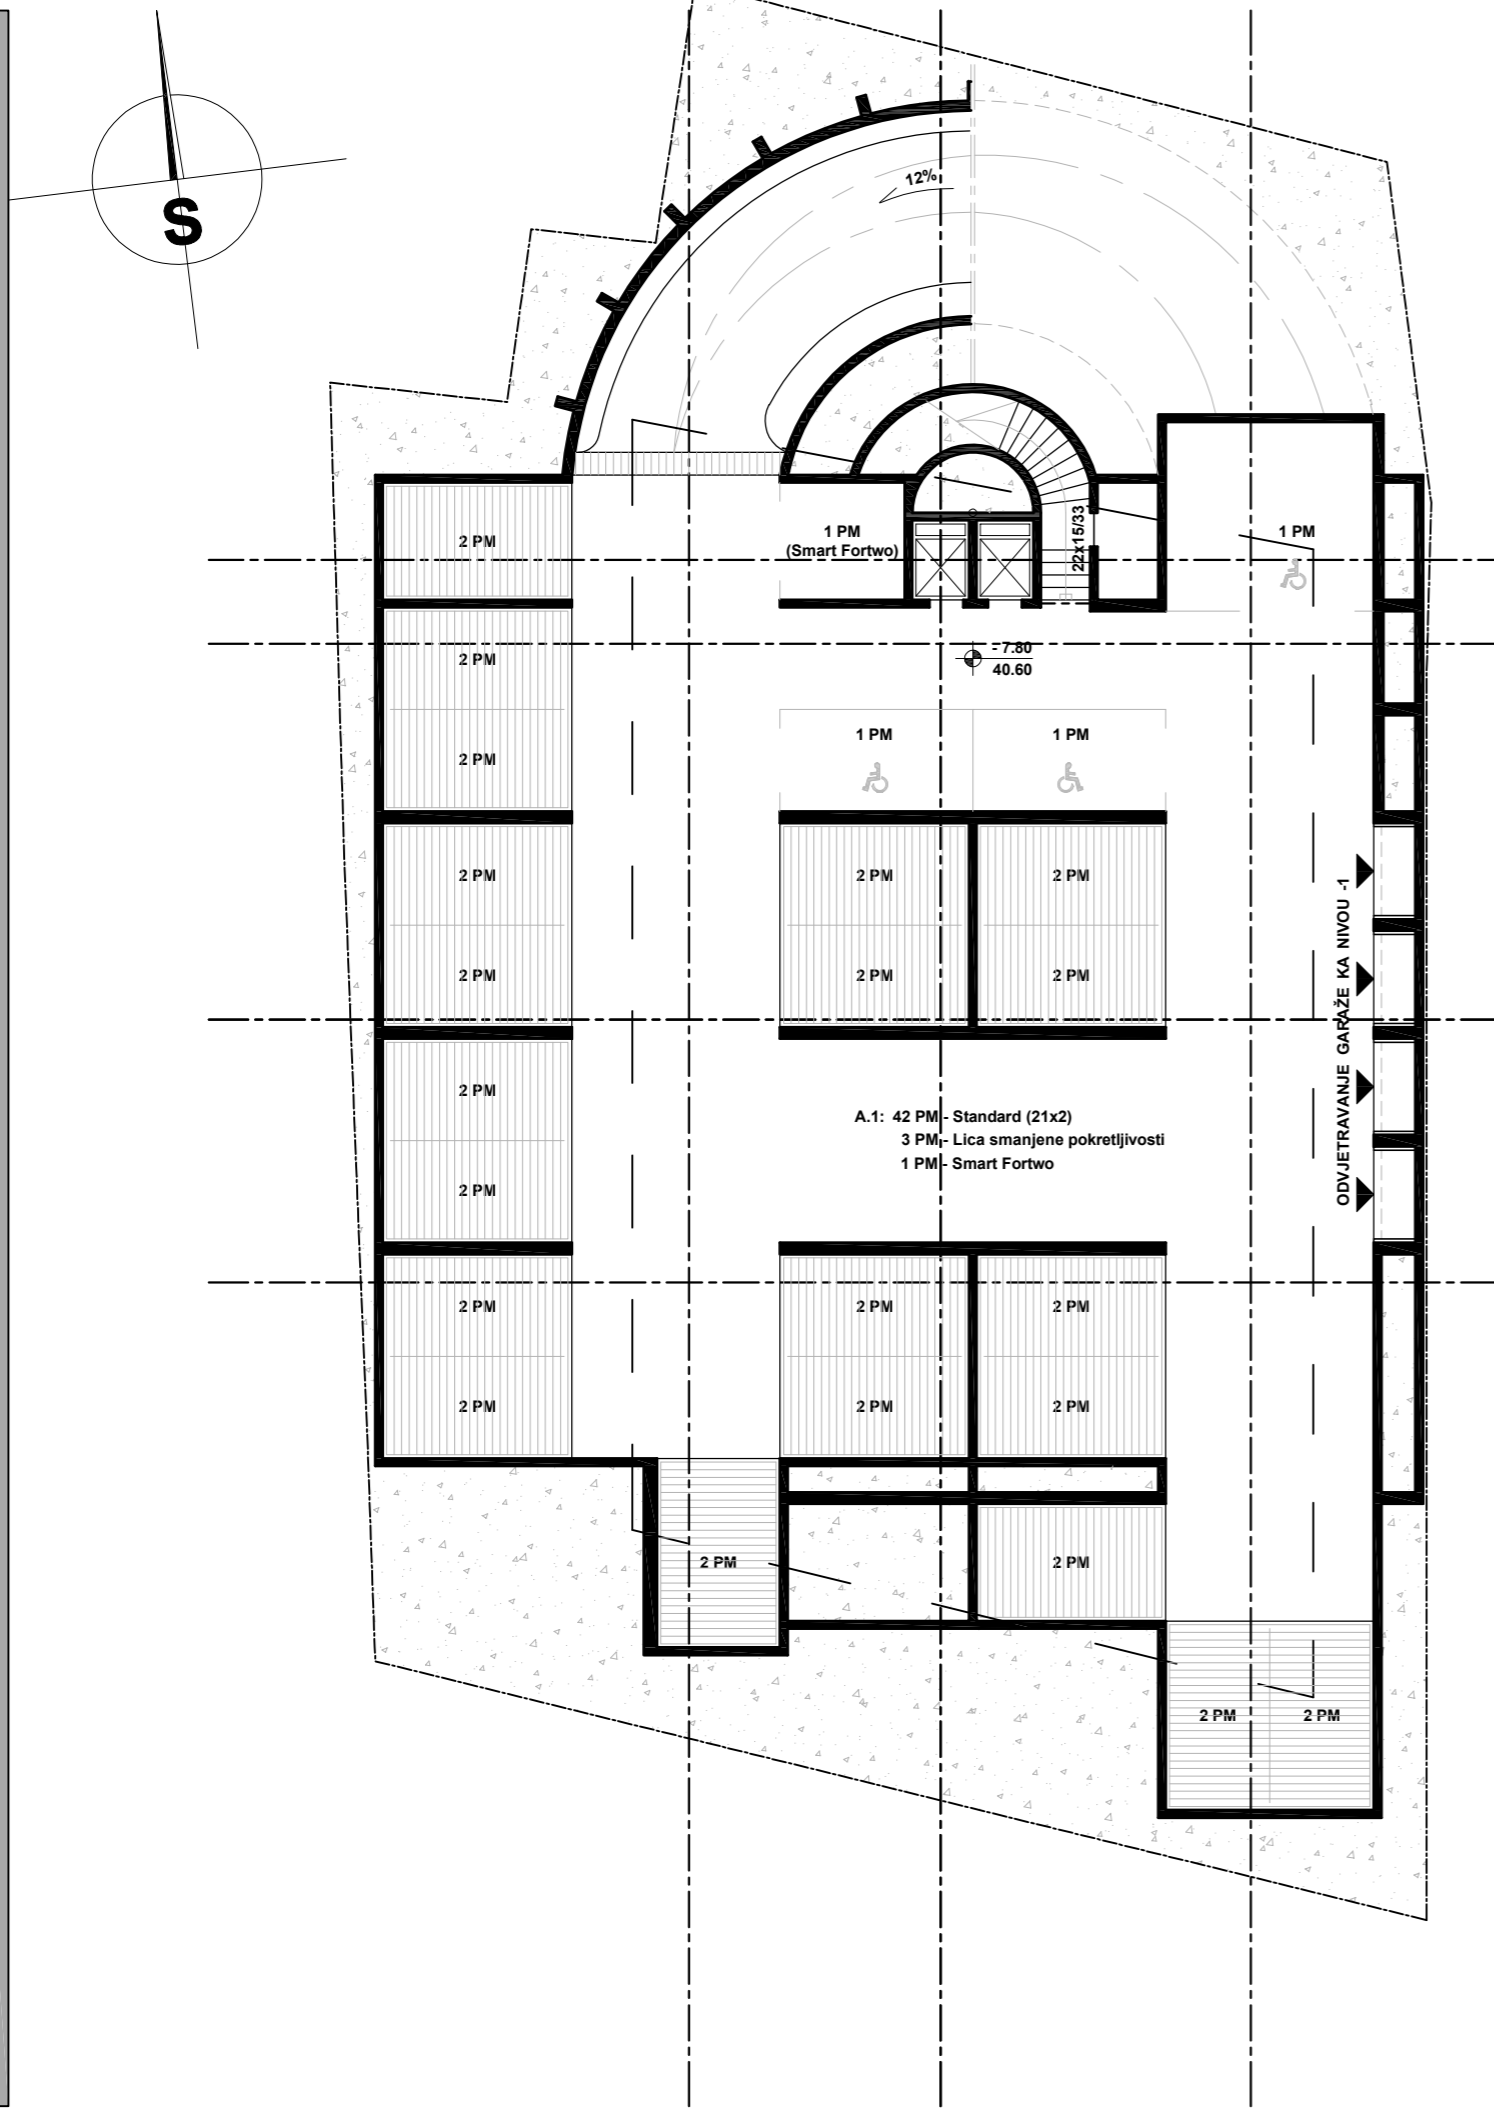 S
12%
2 PM
1 PM
(Smart Fortwo)
22x15/33
1 PM
2 PM
- 7.80
40.60
2 PM
1 PM
1 PM
2 PM
2 PM
2 PM
2 PM
2 PM
2 PM
ODVJETRAVANJE GARAŽE KA NIVOU -1
2 PM
A.1: 42 PM - Standard (21x2)
3 PM - Lica smanjene pokretljivosti
1 PM - Smart Fortwo
2 PM
2 PM
2 PM
2 PM
2 PM
2 PM
2 PM
2 PM
2 PM
2 PM
2 PM